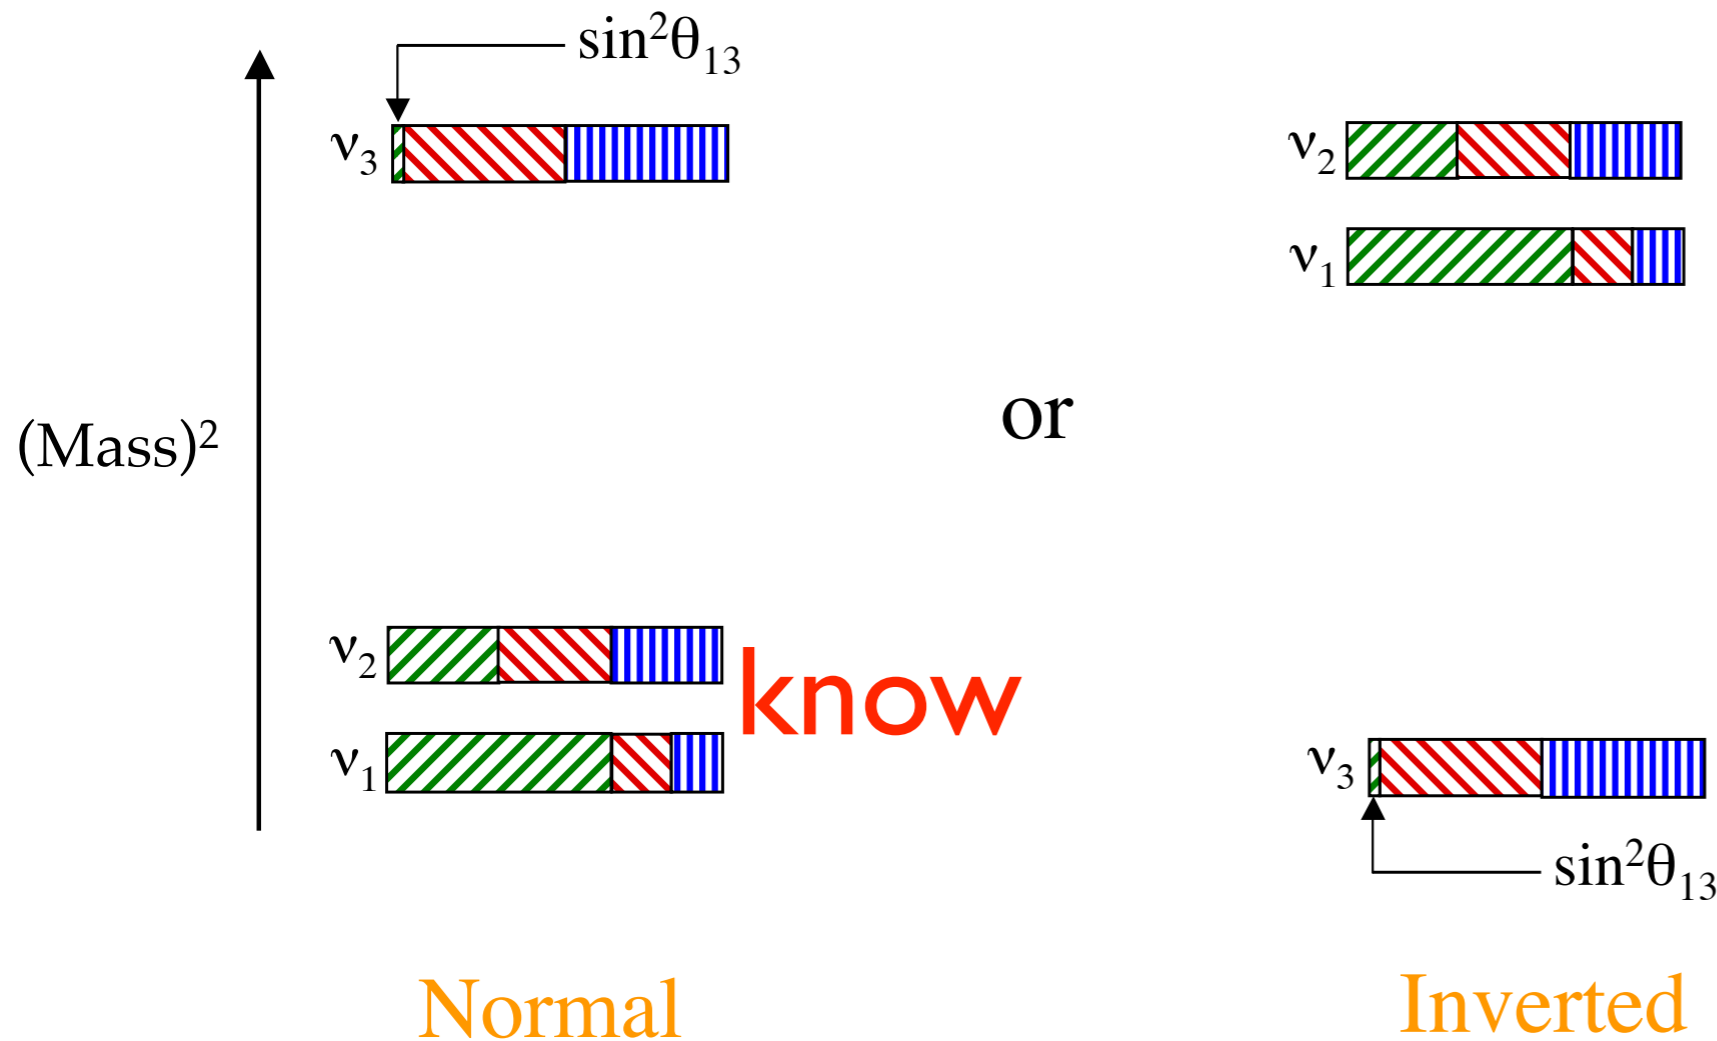 sin²θ₁₃
ν₃
ν₂
ν₁
(Mass)²
or
ν₂
know
ν₁
ν₃
sin²θ₁₃
Normal
Inverted